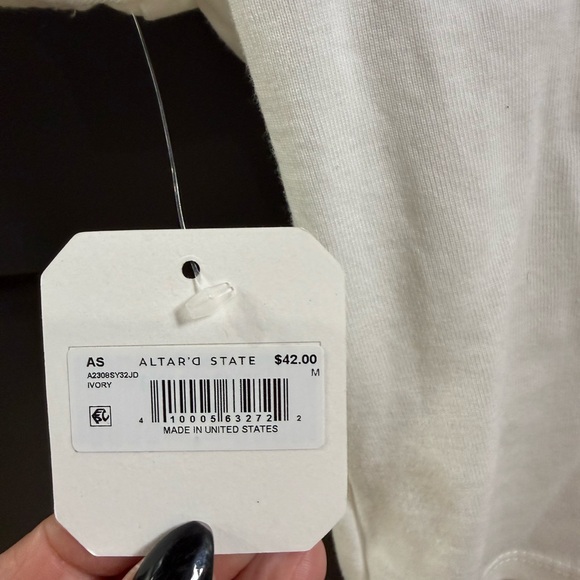 AS ALTAR'D STATE $42.00
A2308SY32JD M
IVORY
4 10005 63272 2
MADE IN UNITED STATES